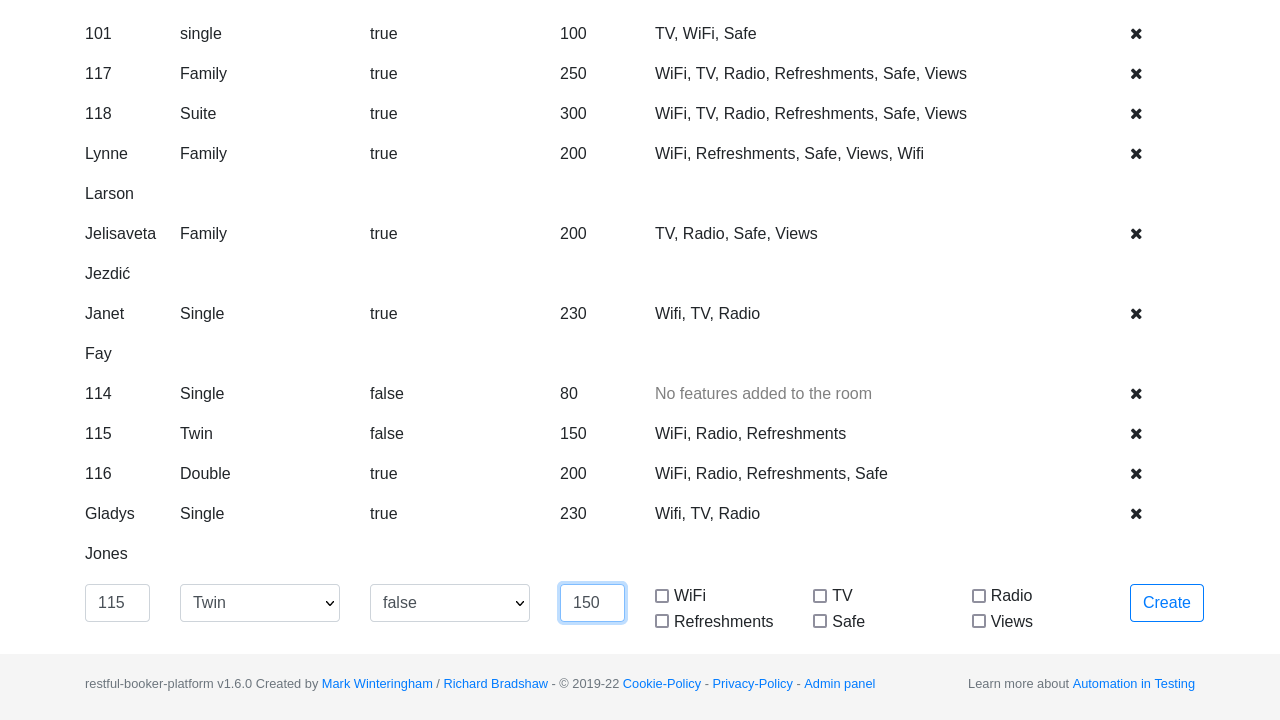 101 single true 100 TV, WiFi, Safe
117 Family true 250 WiFi, TV, Radio, Refreshments, Safe, Views
118 Suite true 300 WiFi, TV, Radio, Refreshments, Safe, Views
Lynne Family true 200 WiFi, Refreshments, Safe, Views, Wifi
Larson
Jelisaveta Family true 200 TV, Radio, Safe, Views
Jezdić
Janet Single true 230 Wifi, TV, Radio
Fay
114 Single false 80 No features added to the room
115 Twin false 150 WiFi, Radio, Refreshments
116 Double true 200 WiFi, Radio, Refreshments, Safe
Gladys Single true 230 Wifi, TV, Radio
Jones
115 Twin false 150 WiFi TV Radio Create
Refreshments Safe Views
restful-booker-platform v1.6.0 Created by Mark Winteringham / Richard Bradshaw - © 2019-22 Cookie-Policy - Privacy-Policy - Admin panel Learn more about Automation in Testing